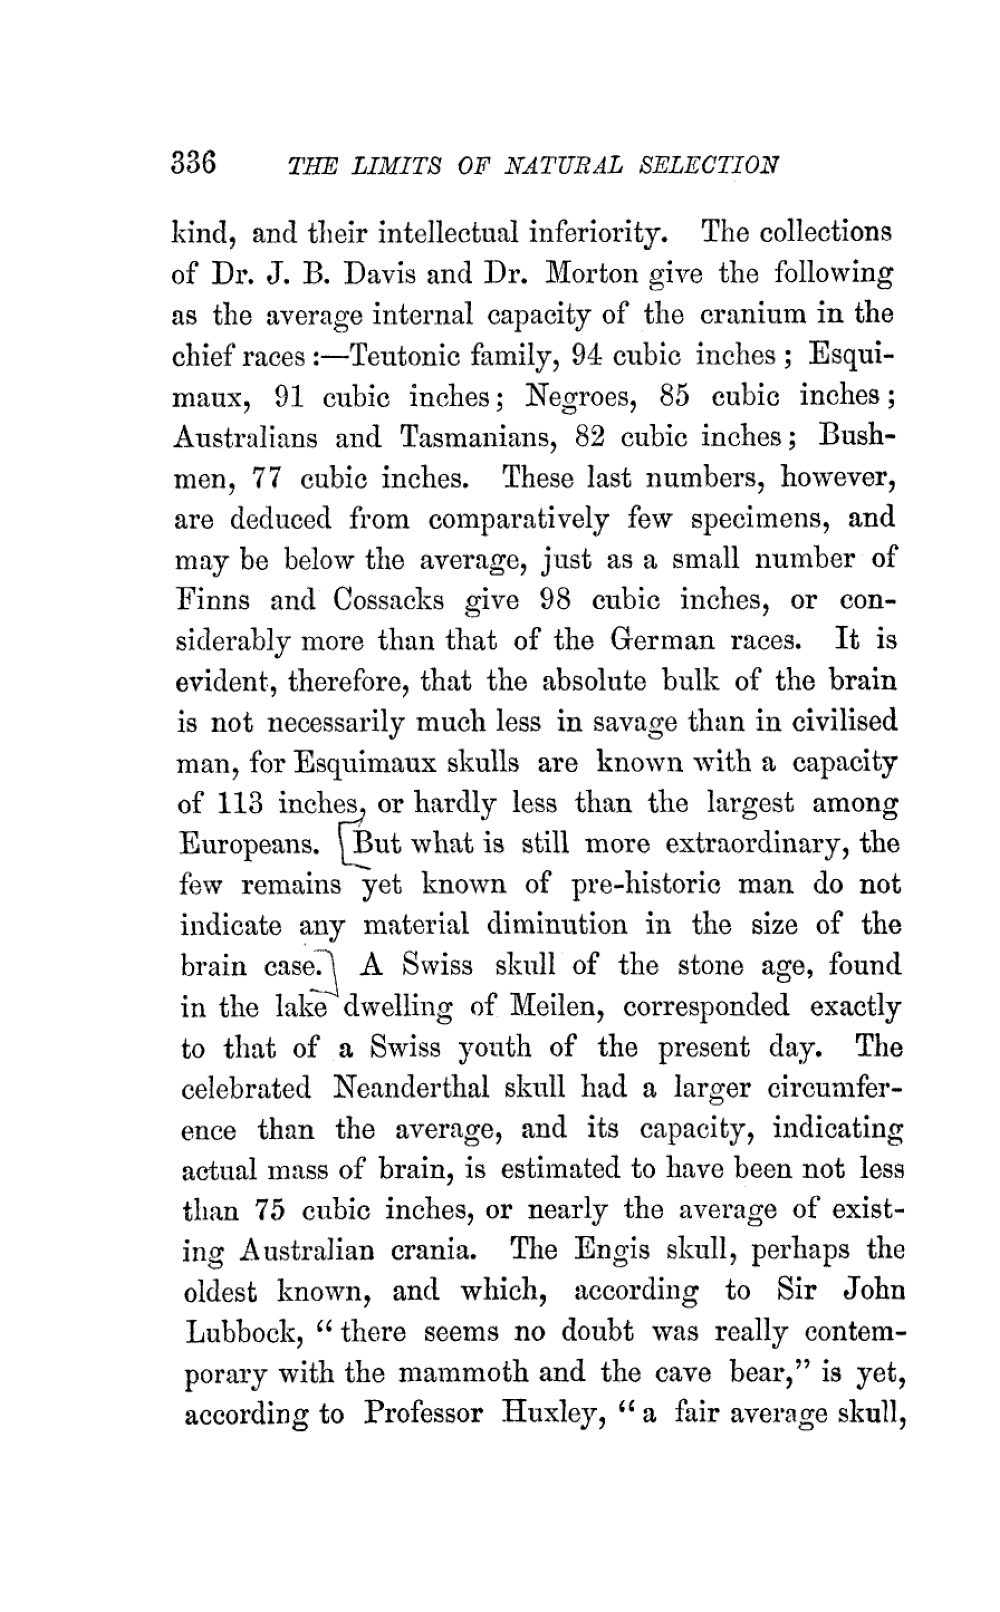 336 THE LIMITS OF NATURAL SELECTION
kind, and their intellectual inferiority. The collections
of Dr. J. B. Davis and Dr. Morton give the following
as the average internal capacity of the cranium in the
chief races :—Teutonic family, 94 cubic inches ; Esqui-
maux, 91 cubic inches ; Negroes, 85 cubic inches ;
Australians and Tasmanians, 82 cubic inches ; Bush-
men, 77 cubic inches. These last numbers, however,
are deduced from comparatively few specimens, and
may be below the average, just as a small number of
Finns and Cossacks give 98 cubic inches, or con-
siderably more than that of the German races. It is
evident, therefore, that the absolute bulk of the brain
is not necessarily much less in savage than in civilised
man, for Esquimaux skulls are known with a capacity
of 113 inches, or hardly less than the largest among
Europeans. [But what is still more extraordinary, the
few remains yet known of pre-historic man do not
indicate any material diminution in the size of the
brain case.] A Swiss skull of the stone age, found
in the lake dwelling of Meilen, corresponded exactly
to that of a Swiss youth of the present day. The
celebrated Neanderthal skull had a larger circumfer-
ence than the average, and its capacity, indicating
actual mass of brain, is estimated to have been not less
than 75 cubic inches, or nearly the average of exist-
ing Australian crania. The Engis skull, perhaps the
oldest known, and which, according to Sir John
Lubbock, “ there seems no doubt was really contem-
porary with the mammoth and the cave bear,” is yet,
according to Professor Huxley, “ a fair average skull,